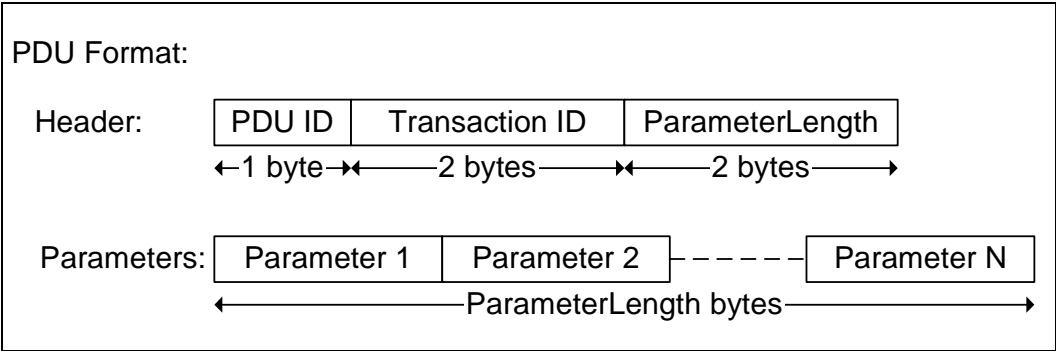 PDU Format:
Header: PDU ID Transaction ID ParameterLength
1 byte 2 bytes 2 bytes
Parameters: Parameter 1 Parameter 2 Parameter N
ParameterLength bytes